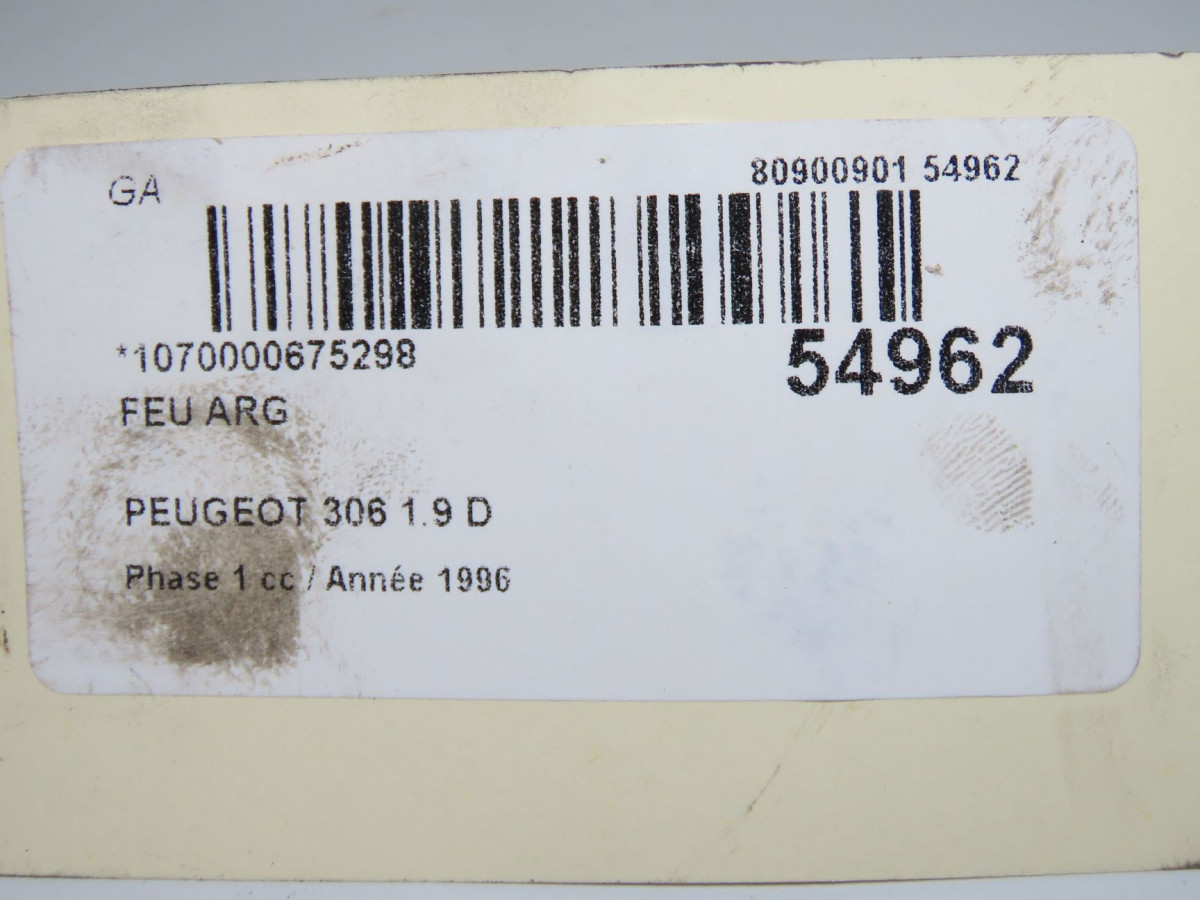 GA
80900901 54962
*1070000675298
54962
FEU ARG
PEUGEOT 306 1.9 D
Phase 1 cc / Année 1996